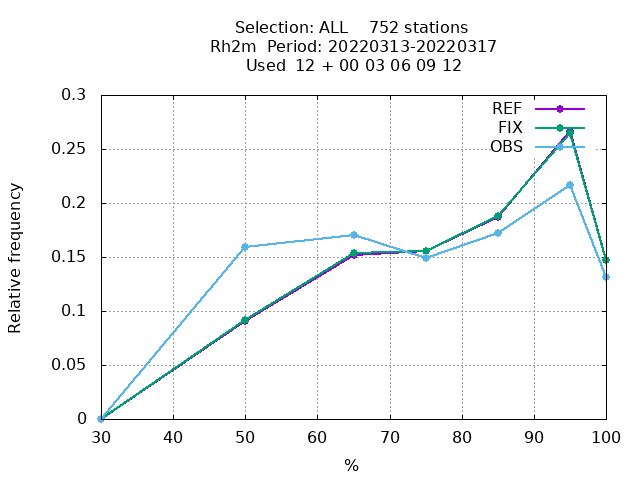 Selection: ALL    752 stations
Rh2m  Period: 20220313-20220317
Used  12 + 00 03 06 09 12
0.3
0.25
0.2
0.15
0.1
0.05
0
Relative frequency
REF
FIX
OBS
30 40 50 60 70 80 90 100
%